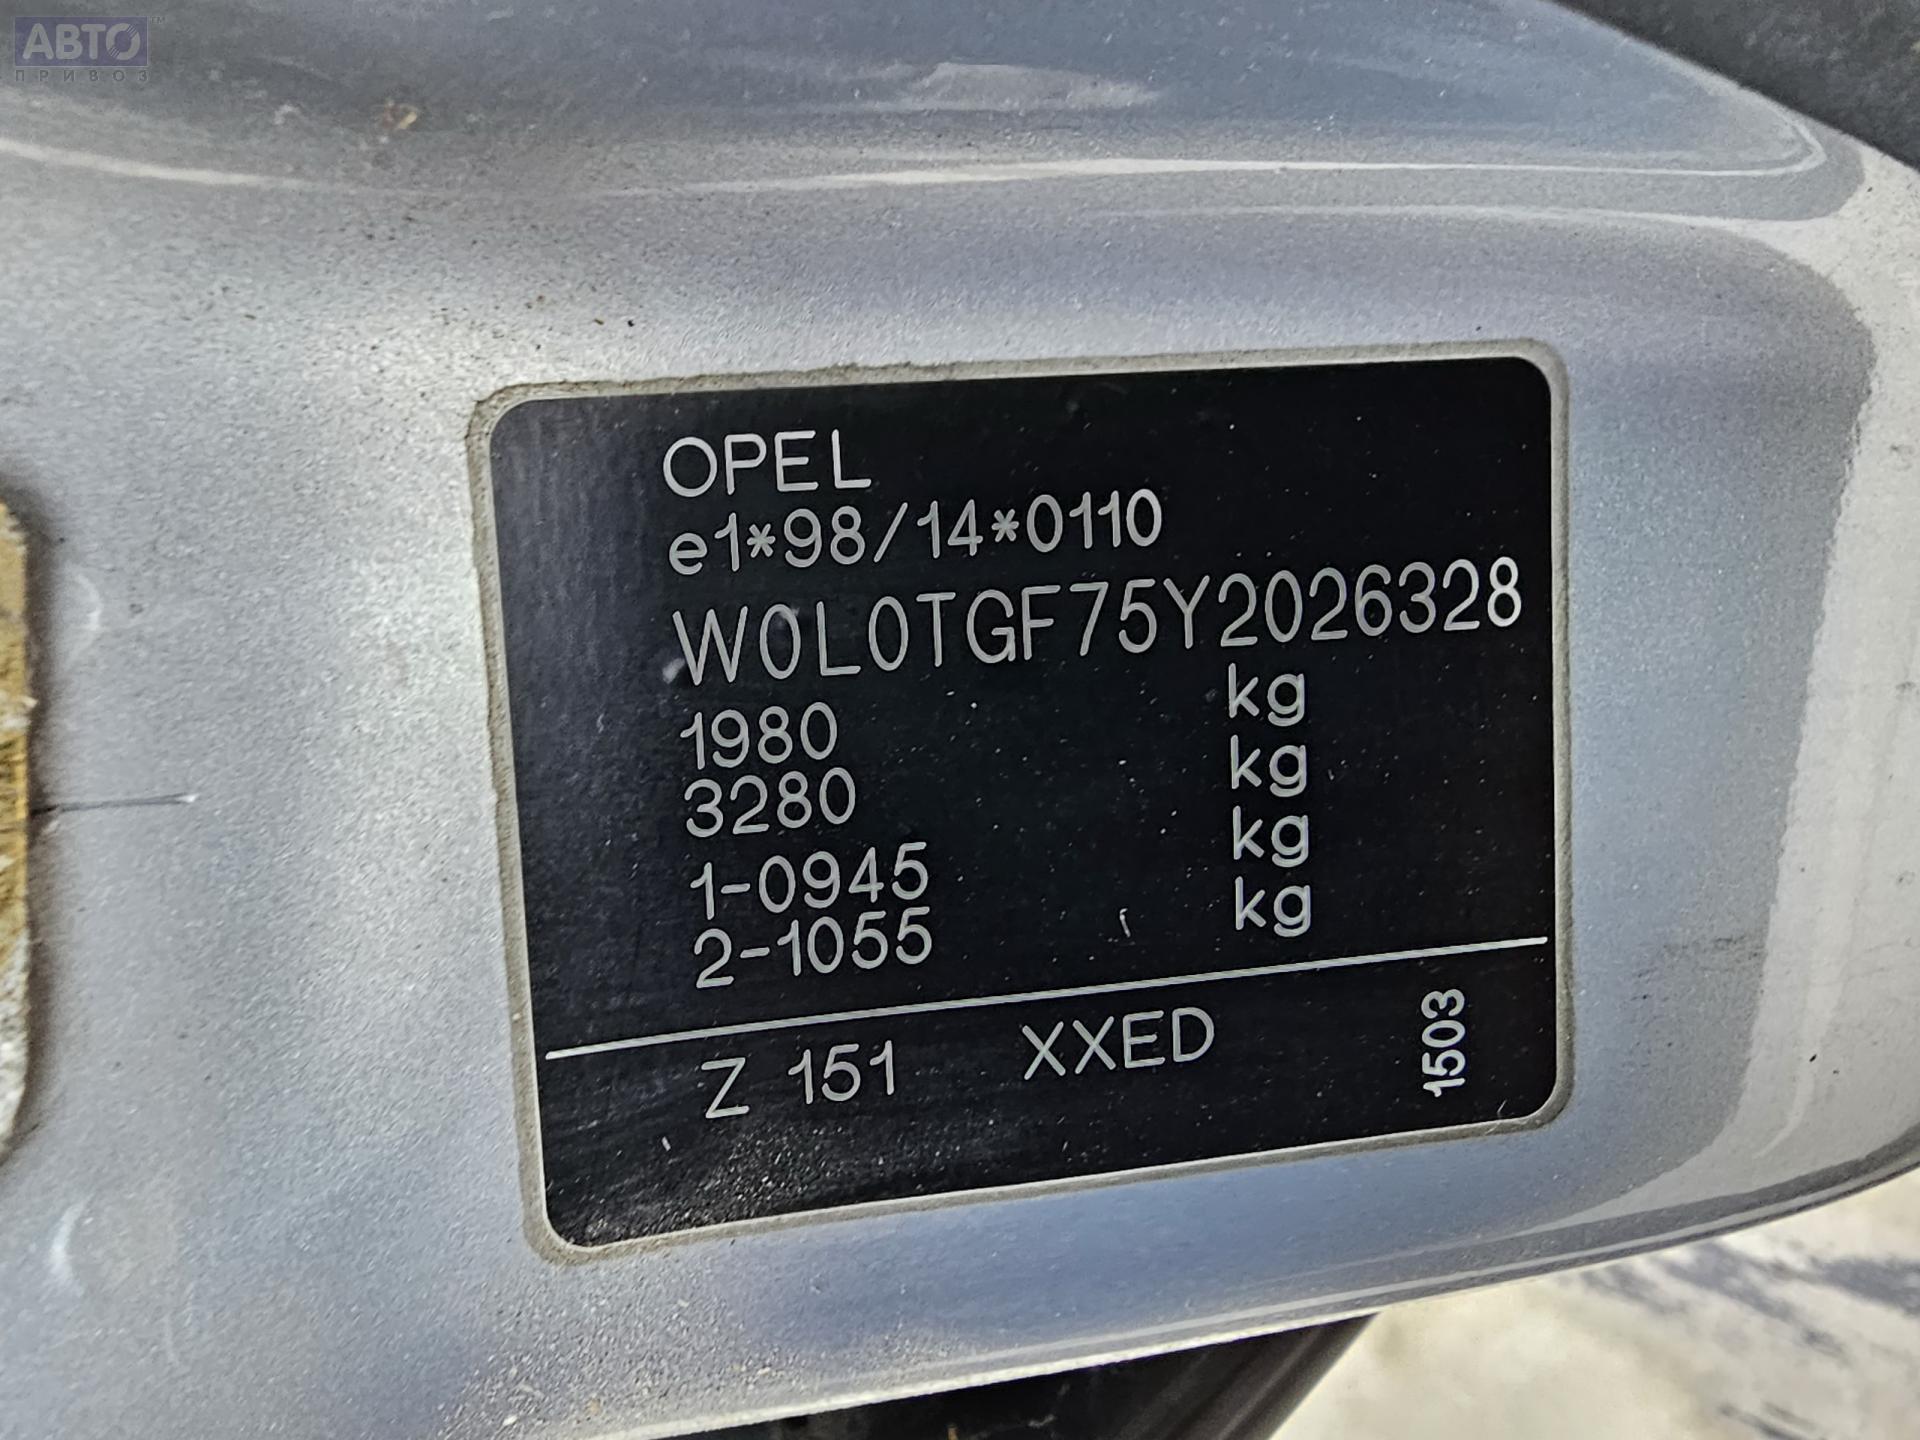 АВТО
ПРИВОЗ
OPEL
e1*98/14*0110
W0L0TGF75Y2026328
1980 kg
3280 kg
1-0945 kg
2-1055 kg
Z 151 XXED 1503